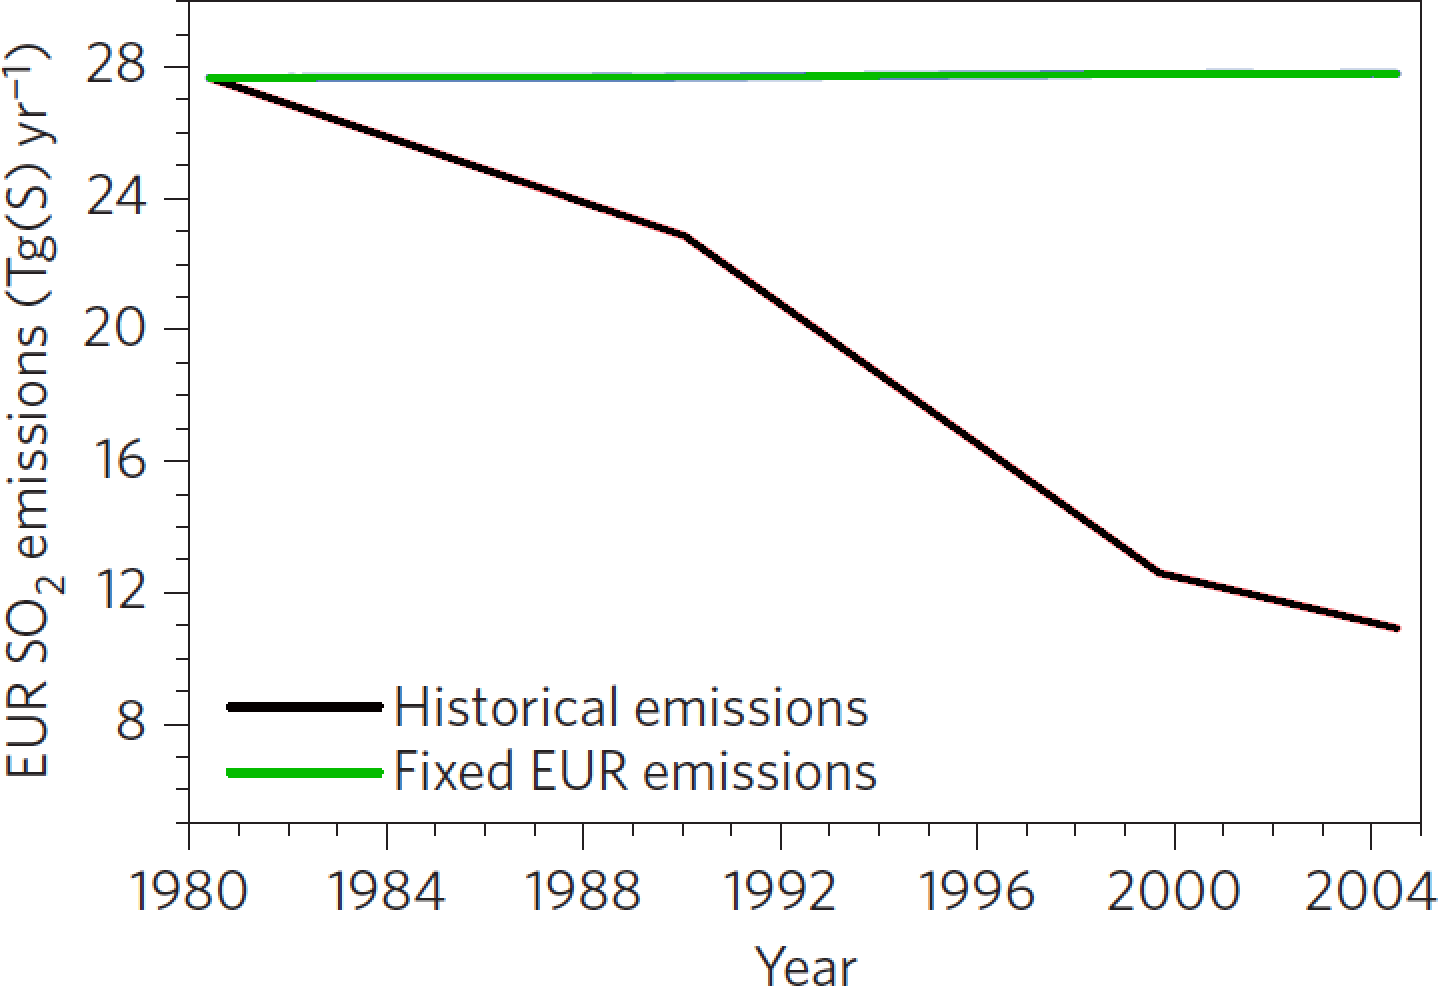 EUR SO₂ emissions (Tg(S) yr⁻¹)
28
24
20
16
12
8
Historical emissions
Fixed EUR emissions
1980 1984 1988 1992 1996 2000 2004
Year